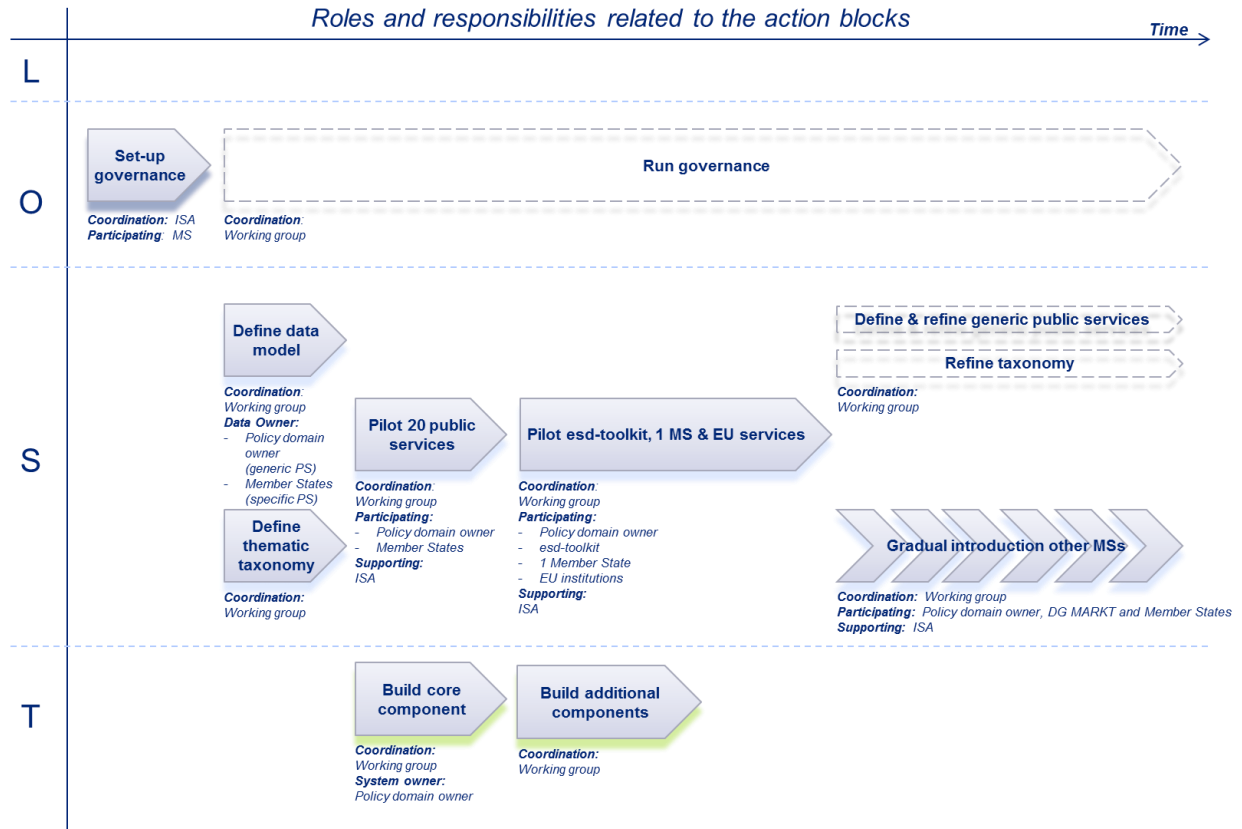 Roles and responsibilities related to the action blocks
Time
L
O
Set-up
governance
Coordination: ISA
Participating: MS
Run governance
Coordination:
Working group
S
Define data
model
Coordination:
Working group
Data Owner:
- Policy domain
owner
(generic PS)
- Member States
(specific PS)
Define
thematic
taxonomy
Coordination:
Working group
Pilot 20 public
services
Coordination:
Working group
Participating:
- Policy domain owner
- Member States
Supporting:
ISA
Pilot esd-toolkit, 1 MS & EU services
Coordination:
Working group
Participating:
- Policy domain owner
- esd-toolkit
- 1 Member State
- EU institutions
Supporting:
ISA
Define & refine generic public services
Refine taxonomy
Coordination:
Working group
Gradual introduction other MSs
Coordination: Working group
Participating: Policy domain owner, DG MARKT and Member States
Supporting: ISA
T
Build core
component
Coordination:
Working group
System owner:
Policy domain owner
Build additional
components
Coordination:
Working group